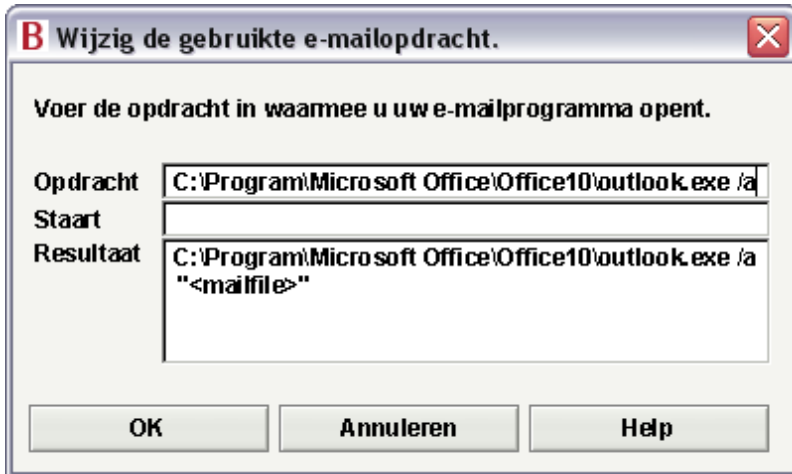 B Wijzig de gebruikte e-mailopdracht.
Voer de opdracht in waarmee u uw e-mailprogramma opent.
Opdracht C:\Program\Microsoft Office\Office10\outlook.exe /a
Staart
Resultaat C:\Program\Microsoft Office\Office10\outlook.exe /a
"<mailfile>"
OK Annuleren Help